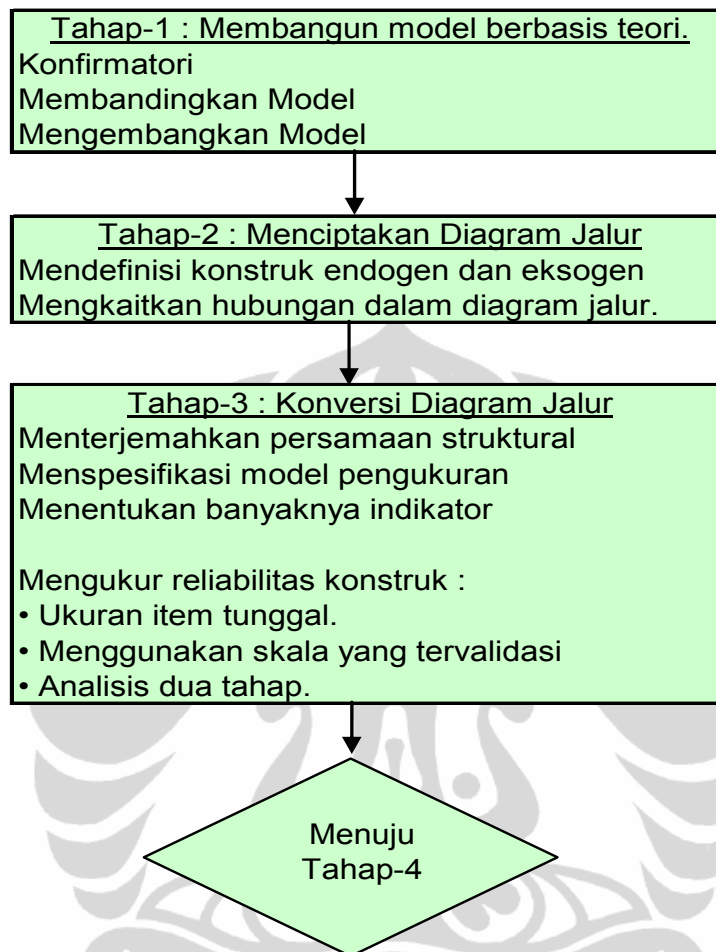 Tahap-1 : Membangun model berbasis teori.
Konfirmatori
Membandingkan Model
Mengembangkan Model
Tahap-2 : Menciptakan Diagram Jalur
Mendefinisi konstruk endogen dan eksogen
Mengkaitkan hubungan dalam diagram jalur.
Tahap-3 : Konversi Diagram Jalur
Menterjemahkan persamaan struktural
Menspesifikasi model pengukuran
Menentukan banyaknya indikator
Mengukur reliabilitas konstruk :
• Ukuran item tunggal.
• Menggunakan skala yang tervalidasi
• Analisis dua tahap.
Menuju
Tahap-4